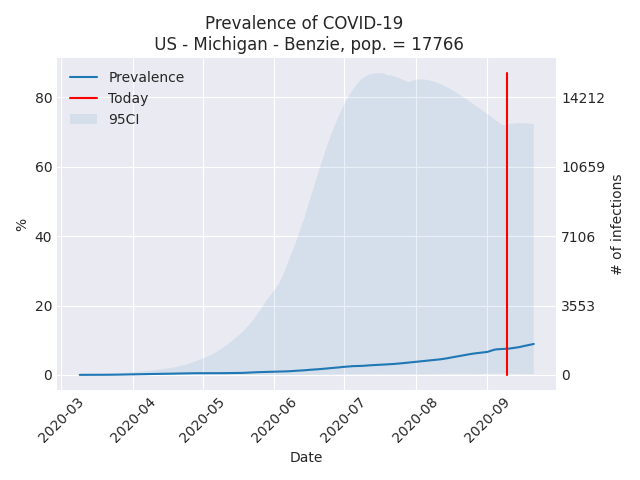 Prevalence of COVID-19
US - Michigan - Benzie, pop. = 17766
Prevalence
Today
95CI
%
80
60
40
20
0
14212
10659
7106
3553
0
# of infections
2020-03
2020-04
2020-05
2020-06
2020-07
2020-08
2020-09
Date